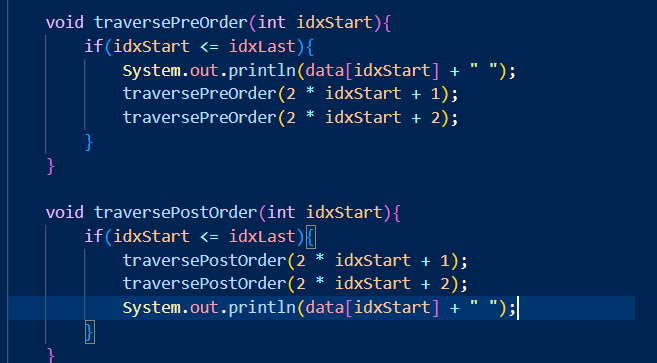 void traversePreOrder(int idxStart){
if(idxStart <= idxLast){
System.out.println(data[idxStart] + " ");
traversePreOrder(2 * idxStart + 1);
traversePreOrder(2 * idxStart + 2);
}
}
void traversePostOrder(int idxStart){
if(idxStart <= idxLast){
traversePostOrder(2 * idxStart + 1);
traversePostOrder(2 * idxStart + 2);
System.out.println(data[idxStart] + " ");
}
}